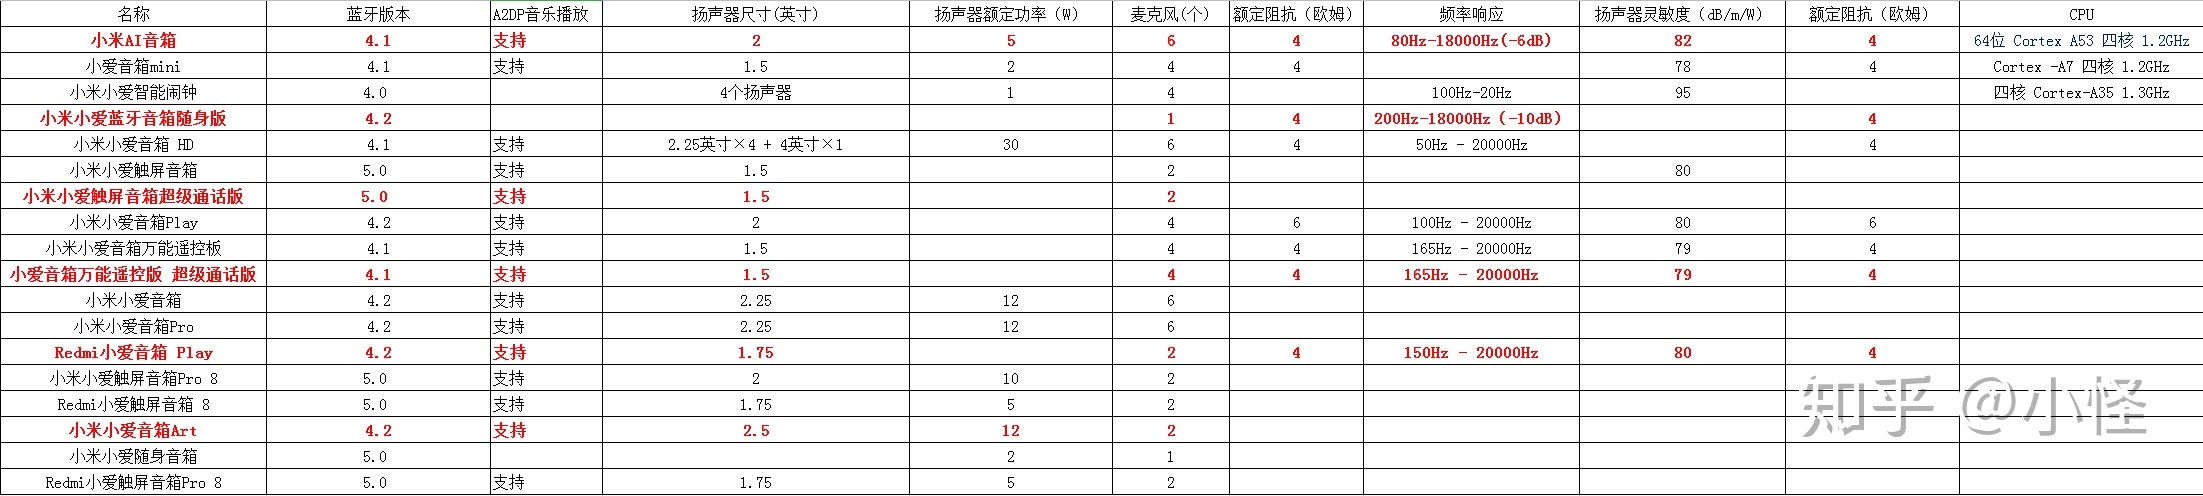 名称 蓝牙版本 A2DP音乐播放 扬声器尺寸(英寸) 扬声器额定功率（W） 麦克风(个) 额定阻抗（欧姆） 频率响应 扬声器灵敏度（dB/m/W） 额定阻抗（欧姆） CPU
小米AI音箱 4.1 支持 2 5 6 4 80Hz-18000Hz(-6dB) 82 4 64位 Cortex A53 四核 1.2GHz
小爱音箱mini 4.1 支持 1.5 2 4 4 78 4 Cortex -A7 四核 1.2GHz
小米小爱智能闹钟 4.0 4个扬声器 1 4 100Hz-20Hz 95 四核 Cortex-A35 1.3GHz
小米小爱蓝牙音箱随身版 4.2 1 4 200Hz-18000Hz（-10dB） 4
小米小爱音箱 HD 4.1 支持 2.25英寸×4 + 4英寸×1 30 6 4 50Hz - 20000Hz 4
小米小爱触屏音箱 5.0 支持 1.5 2 80
小米小爱触屏音箱超级通话版 5.0 支持 1.5 2
小米小爱音箱Play 4.2 支持 2 4 6 100Hz - 20000Hz 80 6
小米小爱音箱万能遥控板 4.1 支持 1.5 4 4 165Hz - 20000Hz 79 4
小爱音箱万能遥控版 超级通话版 4.1 支持 1.5 4 4 165Hz - 20000Hz 79 4
小米小爱音箱 4.2 支持 2.25 12 6
小米小爱音箱Pro 4.2 支持 2.25 12 6
Redmi小爱音箱 Play 4.2 支持 1.75 2 4 150Hz - 20000Hz 80 4
小米小爱触屏音箱Pro 8 5.0 支持 2 10 2
Redmi小爱触屏音箱 8 5.0 支持 1.75 5 2
小米小爱音箱Art 4.2 支持 2.5 12 2
小米小爱随身音箱 5.0 2 1
Redmi小爱触屏音箱Pro 8 5.0 支持 1.75 5 2
知乎 @小怪